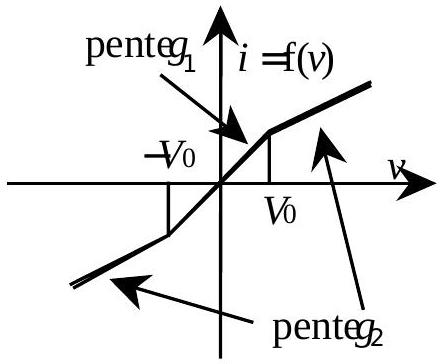 pente g₁
i = f(v)
−V₀
v
V₀
pente g₂